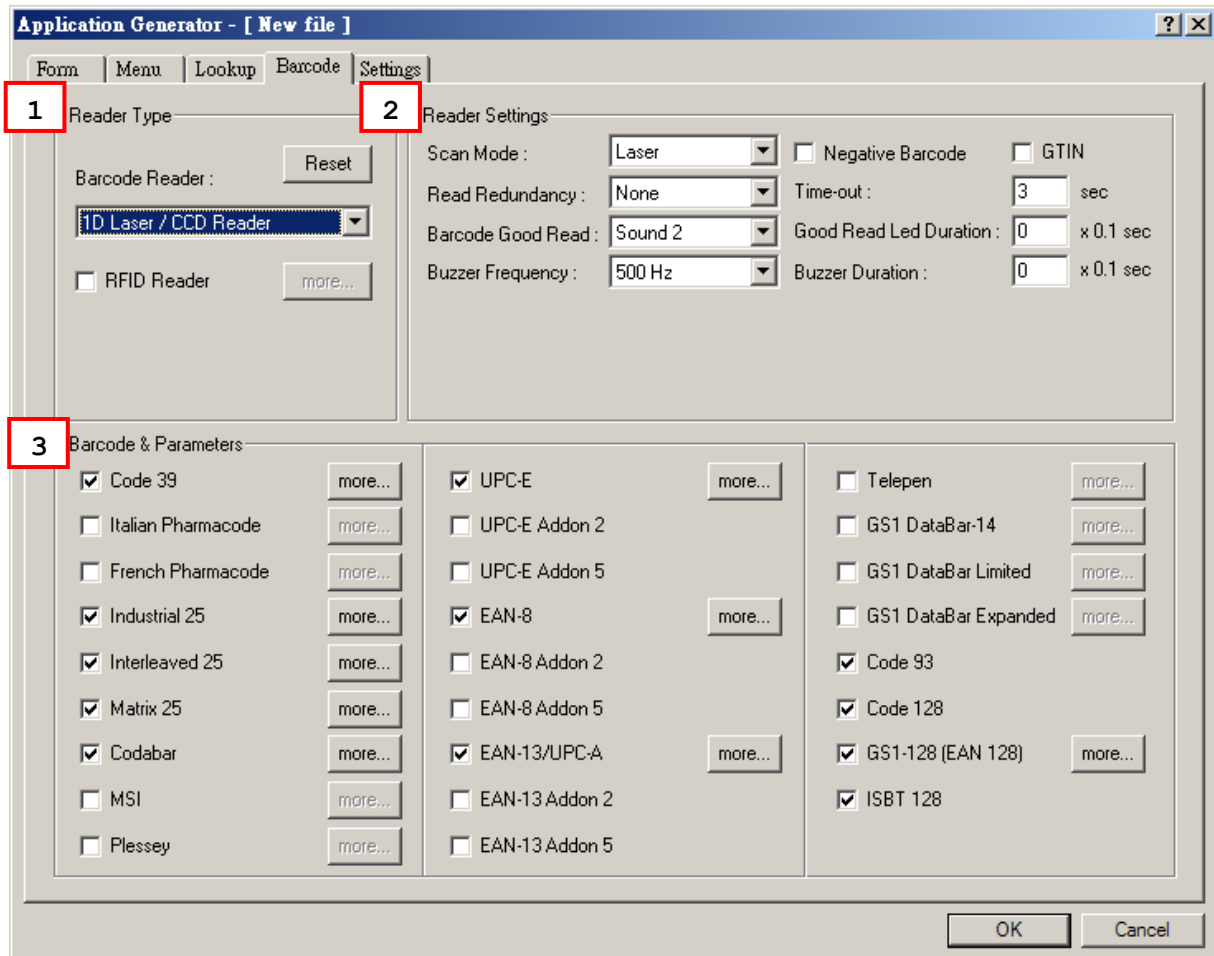 Application Generator - [ New file ]
Form Menu Lookup Barcode Settings
1 Reader Type
Barcode Reader : Reset
1D Laser / CCD Reader
RFID Reader more...
2 Reader Settings
Scan Mode : Laser Negative Barcode GTIN
Read Redundancy : None Time-out : 3 sec
Barcode Good Read : Sound 2 Good Read Led Duration : 0 x 0.1 sec
Buzzer Frequency : 500 Hz Buzzer Duration : 0 x 0.1 sec
3 Barcode & Parameters
Code 39 more...
Italian Pharmacode more...
French Pharmacode more...
Industrial 25 more...
Interleaved 25 more...
Matrix 25 more...
Codabar more...
MSI more...
Plessey more...
UPC-E more...
UPC-E Addon 2
UPC-E Addon 5
EAN-8 more...
EAN-8 Addon 2
EAN-8 Addon 5
EAN-13/UPC-A more...
EAN-13 Addon 2
EAN-13 Addon 5
Telepen more...
GS1 DataBar-14 more...
GS1 DataBar Limited more...
GS1 DataBar Expanded more...
Code 93
Code 128
GS1-128 (EAN 128) more...
ISBT 128
OK Cancel